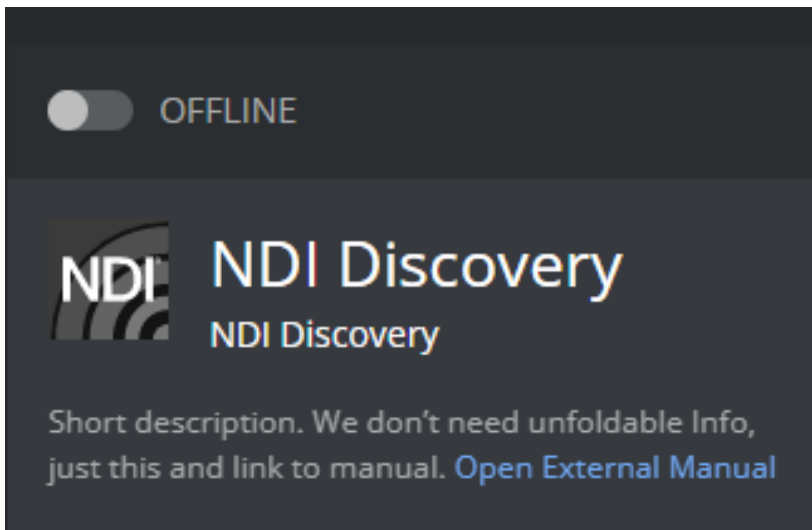 OFFLINE
NDI
NDI Discovery
NDI Discovery
Short description. We don’t need unfoldable Info,
just this and link to manual. Open External Manual